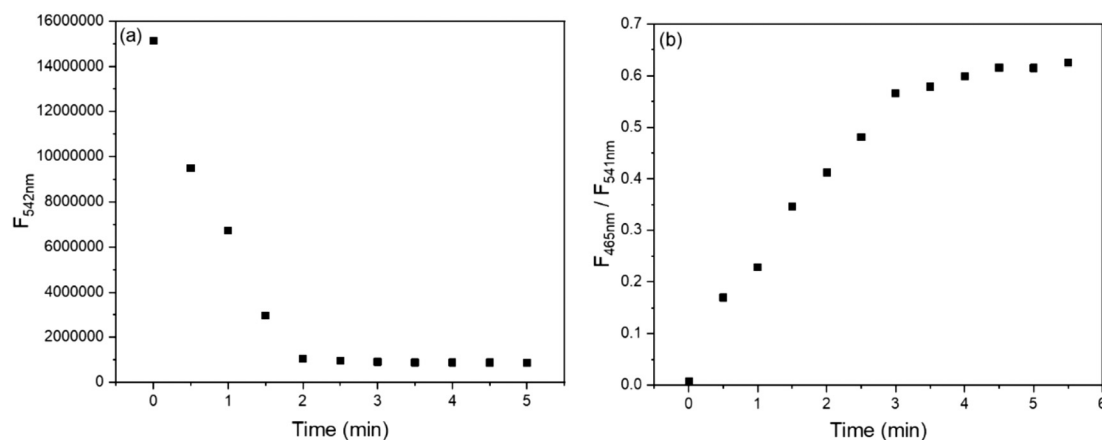 (a)
16000000
14000000
12000000
10000000
8000000
6000000
4000000
2000000
0
F542nm
0 1 2 3 4 5
Time (min)
(b)
0.7
0.6
0.5
0.4
0.3
0.2
0.1
0.0
F465nm / F541nm
0 1 2 3 4 5 6
Time (min)